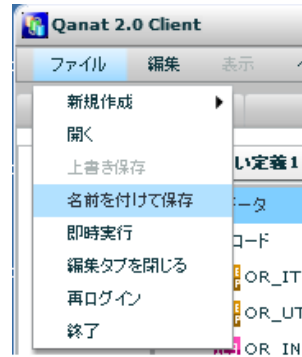 Qanat 2.0 Client
ファイル 編集 表示
新規作成
開く
上書き保存
名前を付けて保存
即時実行
編集タブを閉じる
再ログイン
終了
い定義1
ータ
コード
OR_IT
OR_UT
OR_IN